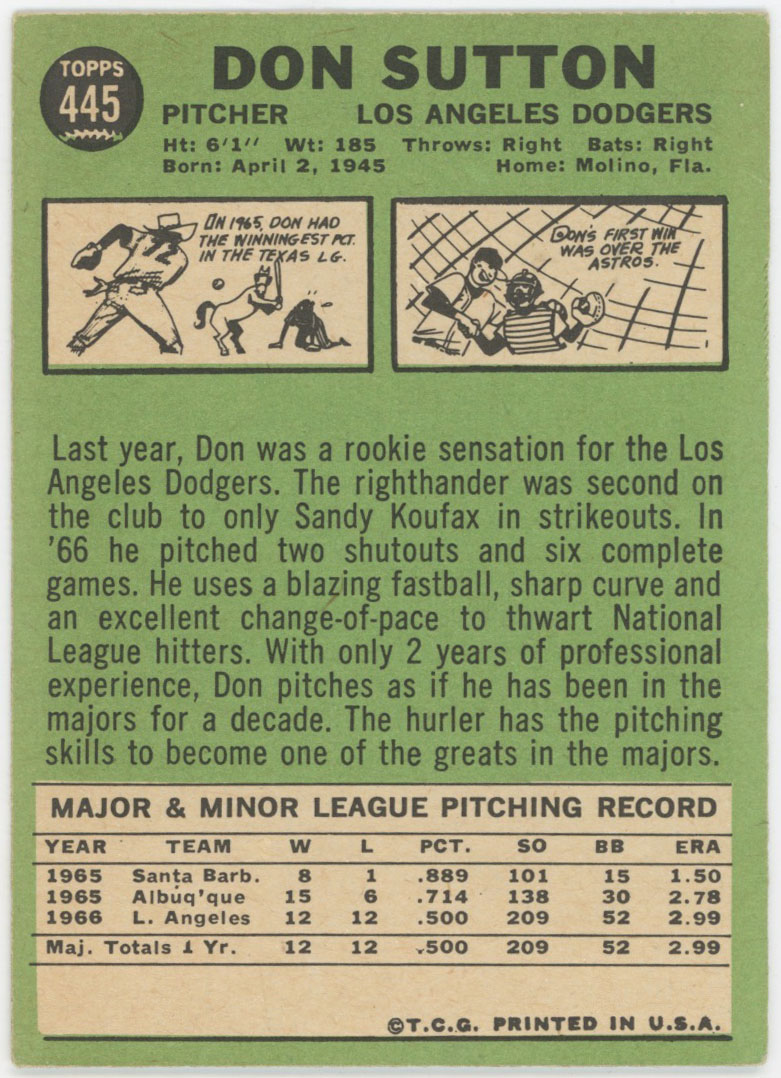 TOPPS
445
DON SUTTON
PITCHER LOS ANGELES DODGERS
Ht: 6'1" Wt: 185 Throws: Right Bats: Right
Born: April 2, 1945 Home: Molino, Fla.
72
ON 1965, DON HAD
THE WINNINGEST PCT.
IN THE TEXAS LG.
DON'S FIRST WIN
WAS OVER THE
ASTROS.
Last year, Don was a rookie sensation for the Los
Angeles Dodgers. The righthander was second on
the club to only Sandy Koufax in strikeouts. In
'66 he pitched two shutouts and six complete
games. He uses a blazing fastball, sharp curve and
an excellent change-of-pace to thwart National
League hitters. With only 2 years of professional
experience, Don pitches as if he has been in the
majors for a decade. The hurler has the pitching
skills to become one of the greats in the majors.
MAJOR & MINOR LEAGUE PITCHING RECORD
YEAR TEAM W L PCT. SO BB ERA
1965 Santa Barb. 8 1 .889 101 15 1.50
1965 Albuq'que 15 6 .714 138 30 2.78
1966 L. Angeles 12 12 .500 209 52 2.99
Maj. Totals 1 Yr. 12 12 .500 209 52 2.99
©T.C.G. PRINTED IN U.S.A.